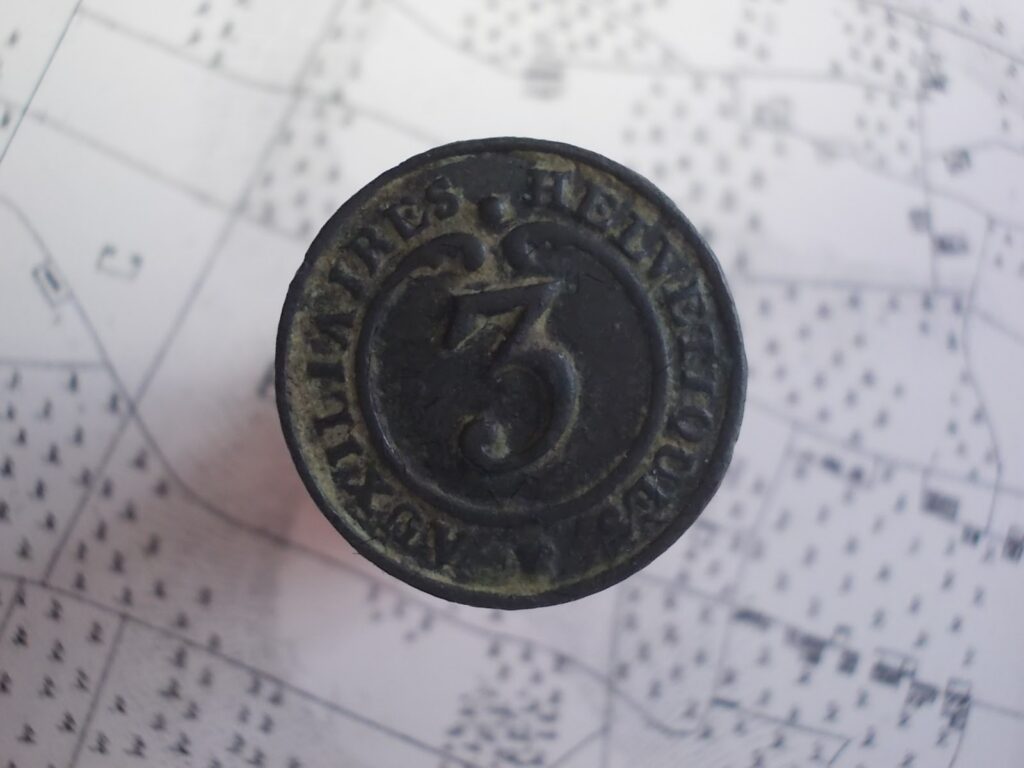 AUXILIAIRES . HELVETIQUES
3